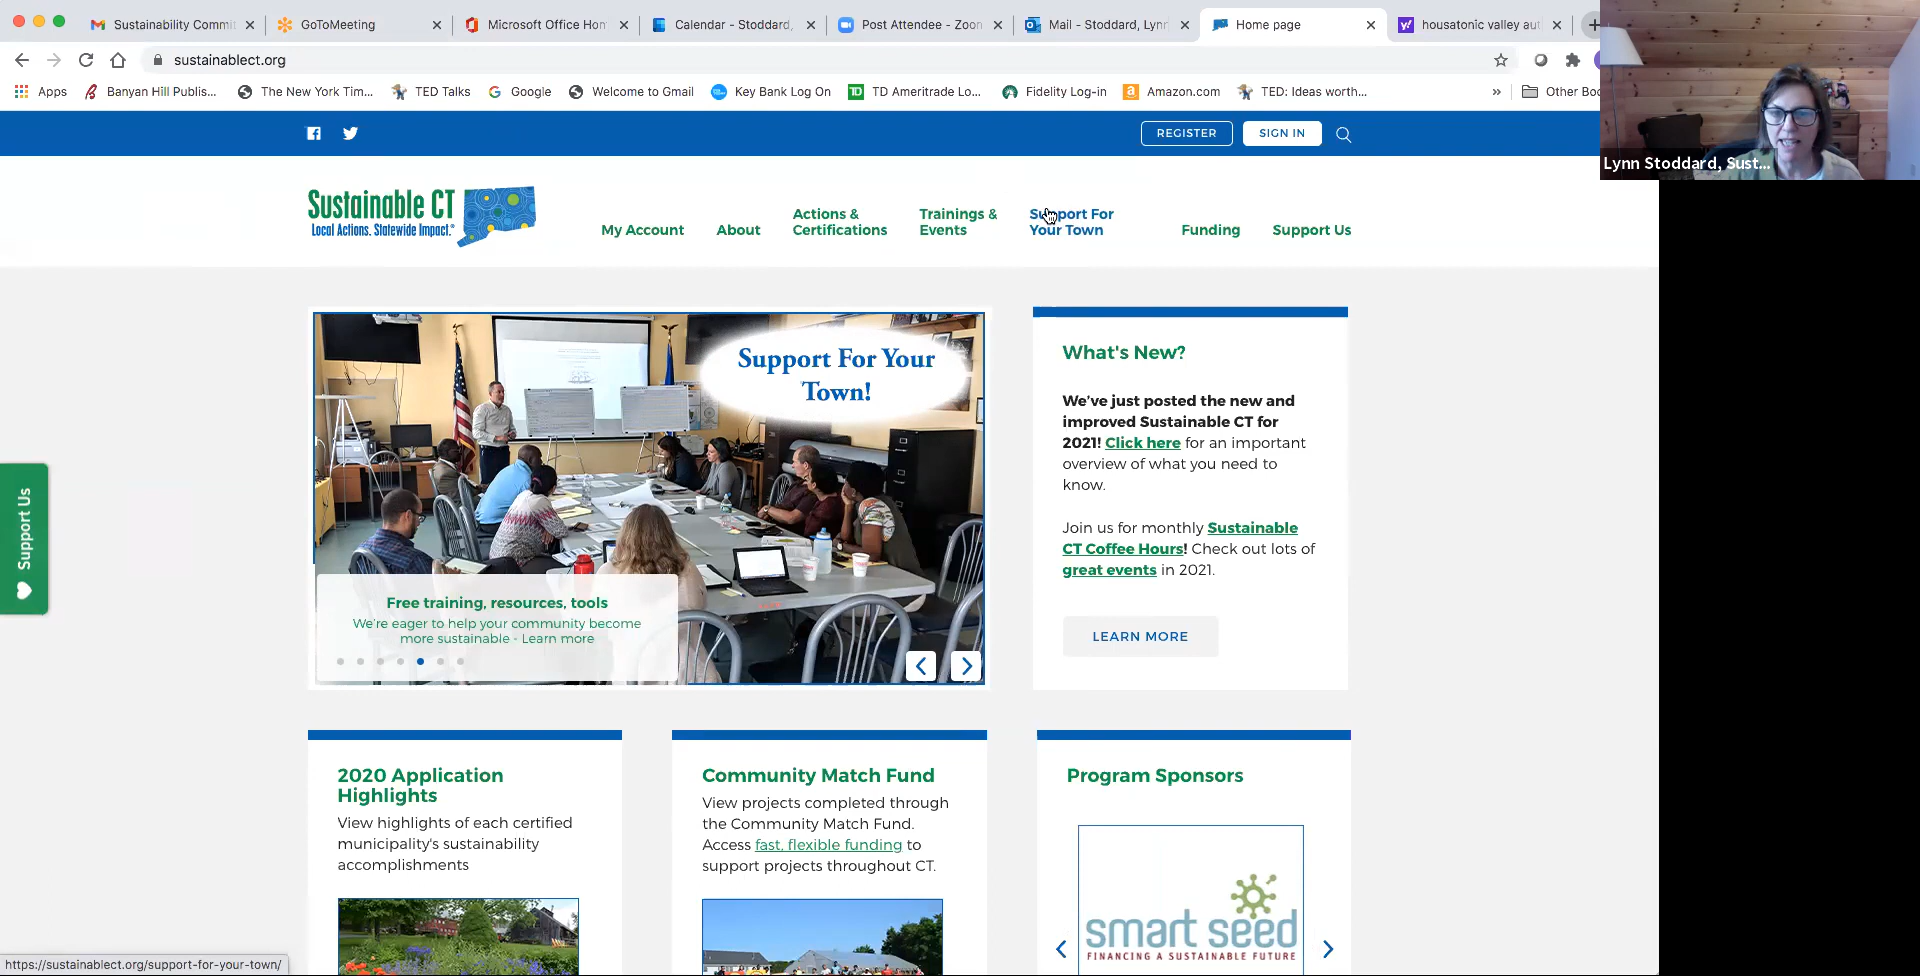 Sustainability Commit
GoToMeeting
Microsoft Office Hom
Calendar - Stoddard,
Post Attendee - Zoon
Mail - Stoddard, Lynn
Home page
housatonic valley aut
sustainablect.org
Apps
Banyan Hill Publis...
The New York Tim...
TED Talks
Google
Welcome to Gmail
Key Bank Log On
TD Ameritrade Lo...
Fidelity Log-in
Amazon.com
TED: Ideas worth...
»
Other Boo
Lynn Stoddard, Sust...
REGISTER
SIGN IN
Sustainable CT
Local Actions. Statewide Impact.®
My Account
About
Actions &
Certifications
Trainings &
Events
Support For
Your Town
Funding
Support Us
Support For Your
Town!
Free training, resources, tools
We're eager to help your community become
more sustainable - Learn more
What's New?
We've just posted the new and
improved Sustainable CT for
2021! Click here for an important
overview of what you need to
know.
Join us for monthly Sustainable
CT Coffee Hours! Check out lots of
great events in 2021.
LEARN MORE
Support Us
2020 Application
Highlights
View highlights of each certified
municipality's sustainability
accomplishments
Community Match Fund
View projects completed through
the Community Match Fund.
Access fast, flexible funding to
support projects throughout CT.
Program Sponsors
smart seed
FINANCING A SUSTAINABLE FUTURE
https://sustainablect.org/support-for-your-town/